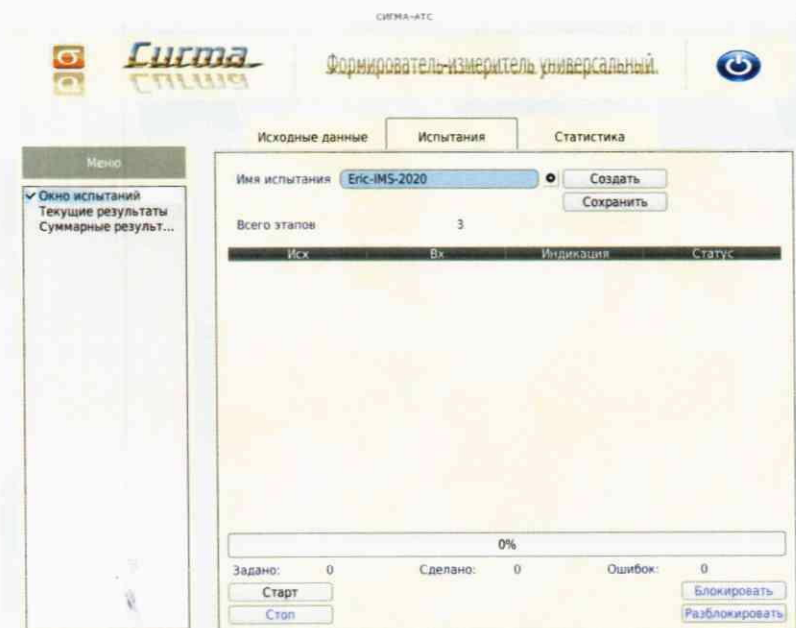 СИГМА-АТС
σ Сигма
Формирователь-измеритель универсальный.
Исходные данные Испытания Статистика
Меню
Окно испытаний
Текущие результаты
Суммарные результ...
Имя испытания Eric-IMS-2020 Создать
Сохранить
Всего этапов 3
Исх Вх Индикация Статус
0%
Задано: 0 Сделано: 0 Ошибок: 0
Старт Блокировать
Стоп Разблокировать